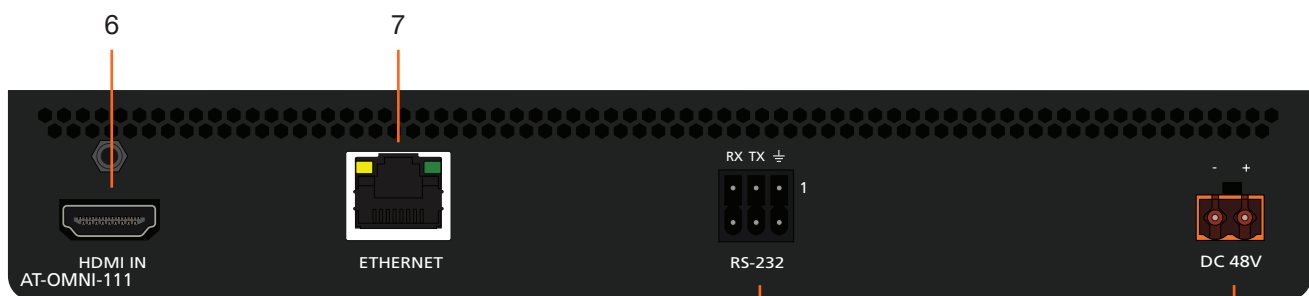 6 7
RX TX
1
- +
HDMI IN ETHERNET RS-232 DC 48V
AT-OMNI-111